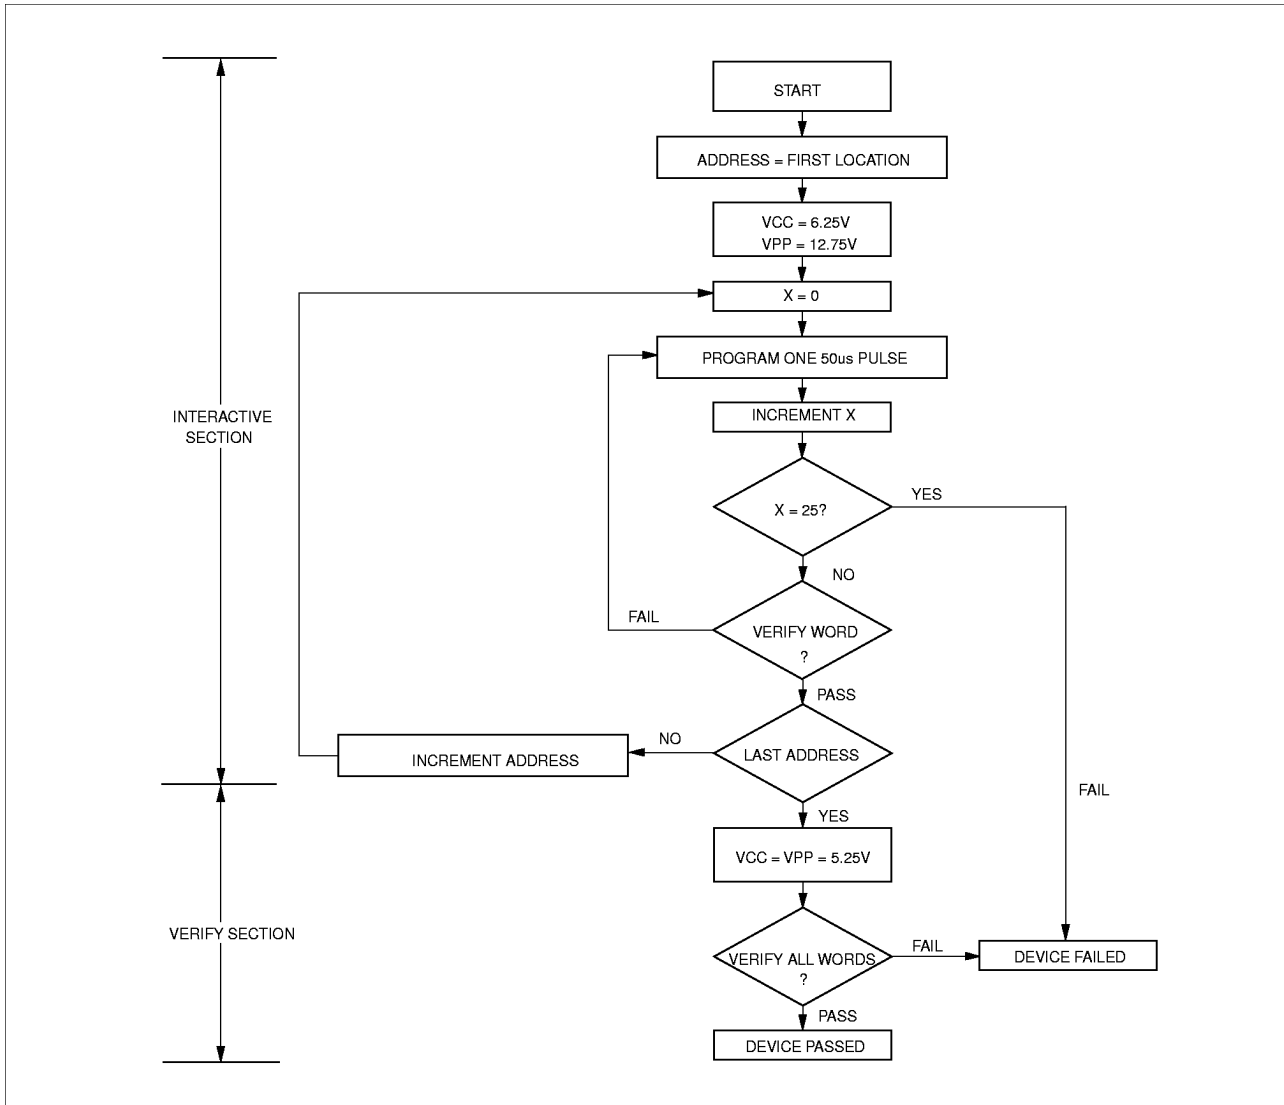 START
ADDRESS = FIRST LOCATION
VCC = 6.25V
VPP = 12.75V
X = 0
PROGRAM ONE 50us PULSE
INTERACTIVE
SECTION
INCREMENT X
X = 25?
YES
NO
FAIL
VERIFY WORD
?
PASS
NO
LAST ADDRESS
INCREMENT ADDRESS
FAIL
YES
VCC = VPP = 5.25V
VERIFY SECTION
VERIFY ALL WORDS
?
FAIL
DEVICE FAILED
PASS
DEVICE PASSED